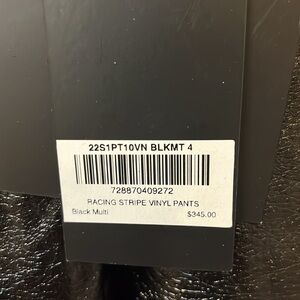 22S1PT10VN BLKMT 4
728870409272
RACING STRIPE VINYL PANTS
Black Multi $345.00